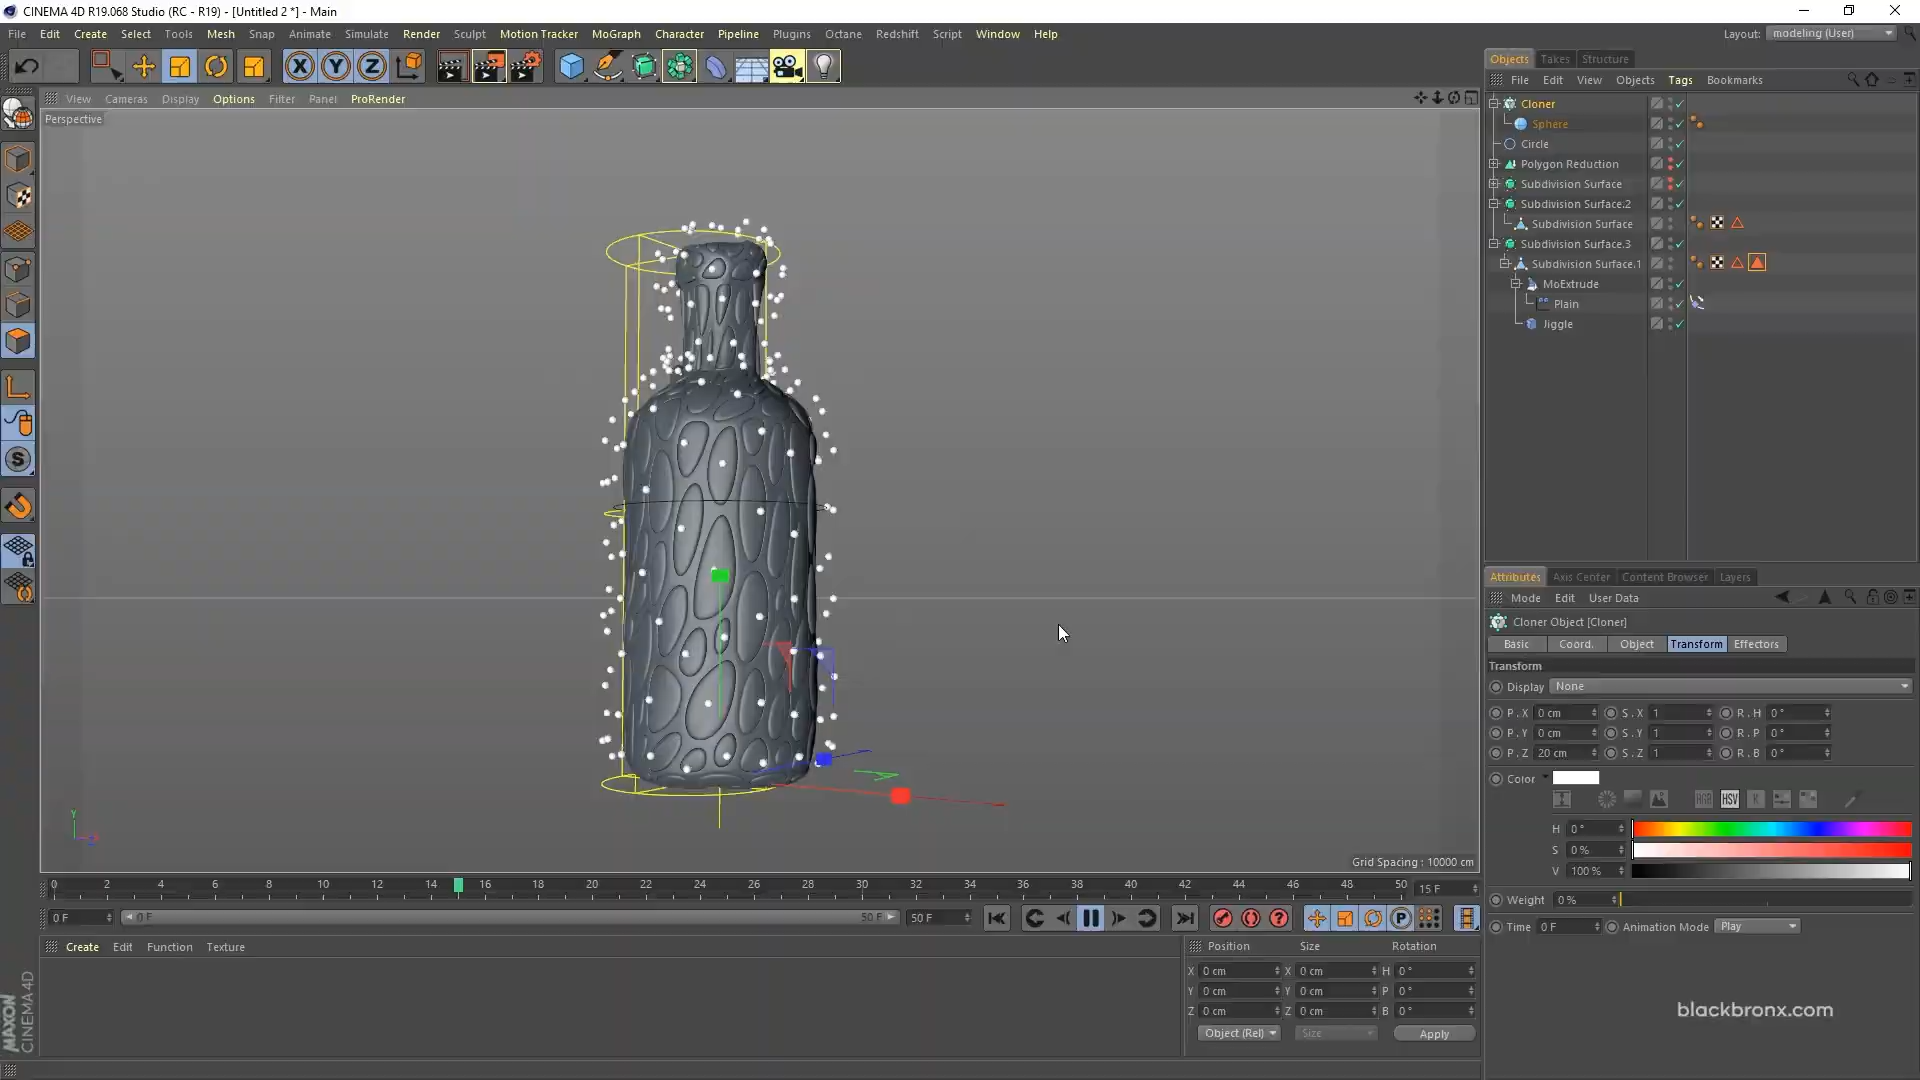 CINEMA 4D R19.068 Studio (RC - R19) - [Untitled 2 *] - Main
File Edit Create Select Tools Mesh Snap Animate Simulate Render Sculpt Motion Tracker MoGraph Character Pipeline Plugins Octane Redshift Script Window Help
Layout: modeling (User)
X Y Z
View Cameras Display Options Filter Panel ProRender
Perspective
Objects Takes Structure
File Edit View Objects Tags Bookmarks
Cloner
Sphere
Circle
Polygon Reduction
Subdivision Surface
Subdivision Surface.2
Subdivision Surface
Subdivision Surface.3
Subdivision Surface.1
MoExtrude
Plain
Jiggle
S
Y
Grid Spacing : 10000 cm
0 2 4 6 8 10 12 14 16 18 20 22 24 26 28 30 32 34 36 38 40 42 44 46 48 50 15 F
0 F 0 F 50 F 50 F
P
Create Edit Function Texture
Position Size Rotation
X 0 cm X 0 cm H 0 °
Y 0 cm Y 0 cm P 0 °
Z 0 cm Z 0 cm B 0 °
Object (Rel) Size Apply
MAXON
CINEMA 4D
Attributes Axis Center Content Browser Layers
Mode Edit User Data
Cloner Object [Cloner]
Basic Coord. Object Transform Effectors
Transform
Display None
P . X 0 cm S . X 1 R . H 0 °
P . Y 0 cm S . Y 1 R . P 0 °
P . Z 20 cm S . Z 1 R . B 0 °
Color
RGB HSV K
H 0 °
S 0 %
V 100 %
Weight 0 %
Time 0 F Animation Mode Play
blackbronx.com